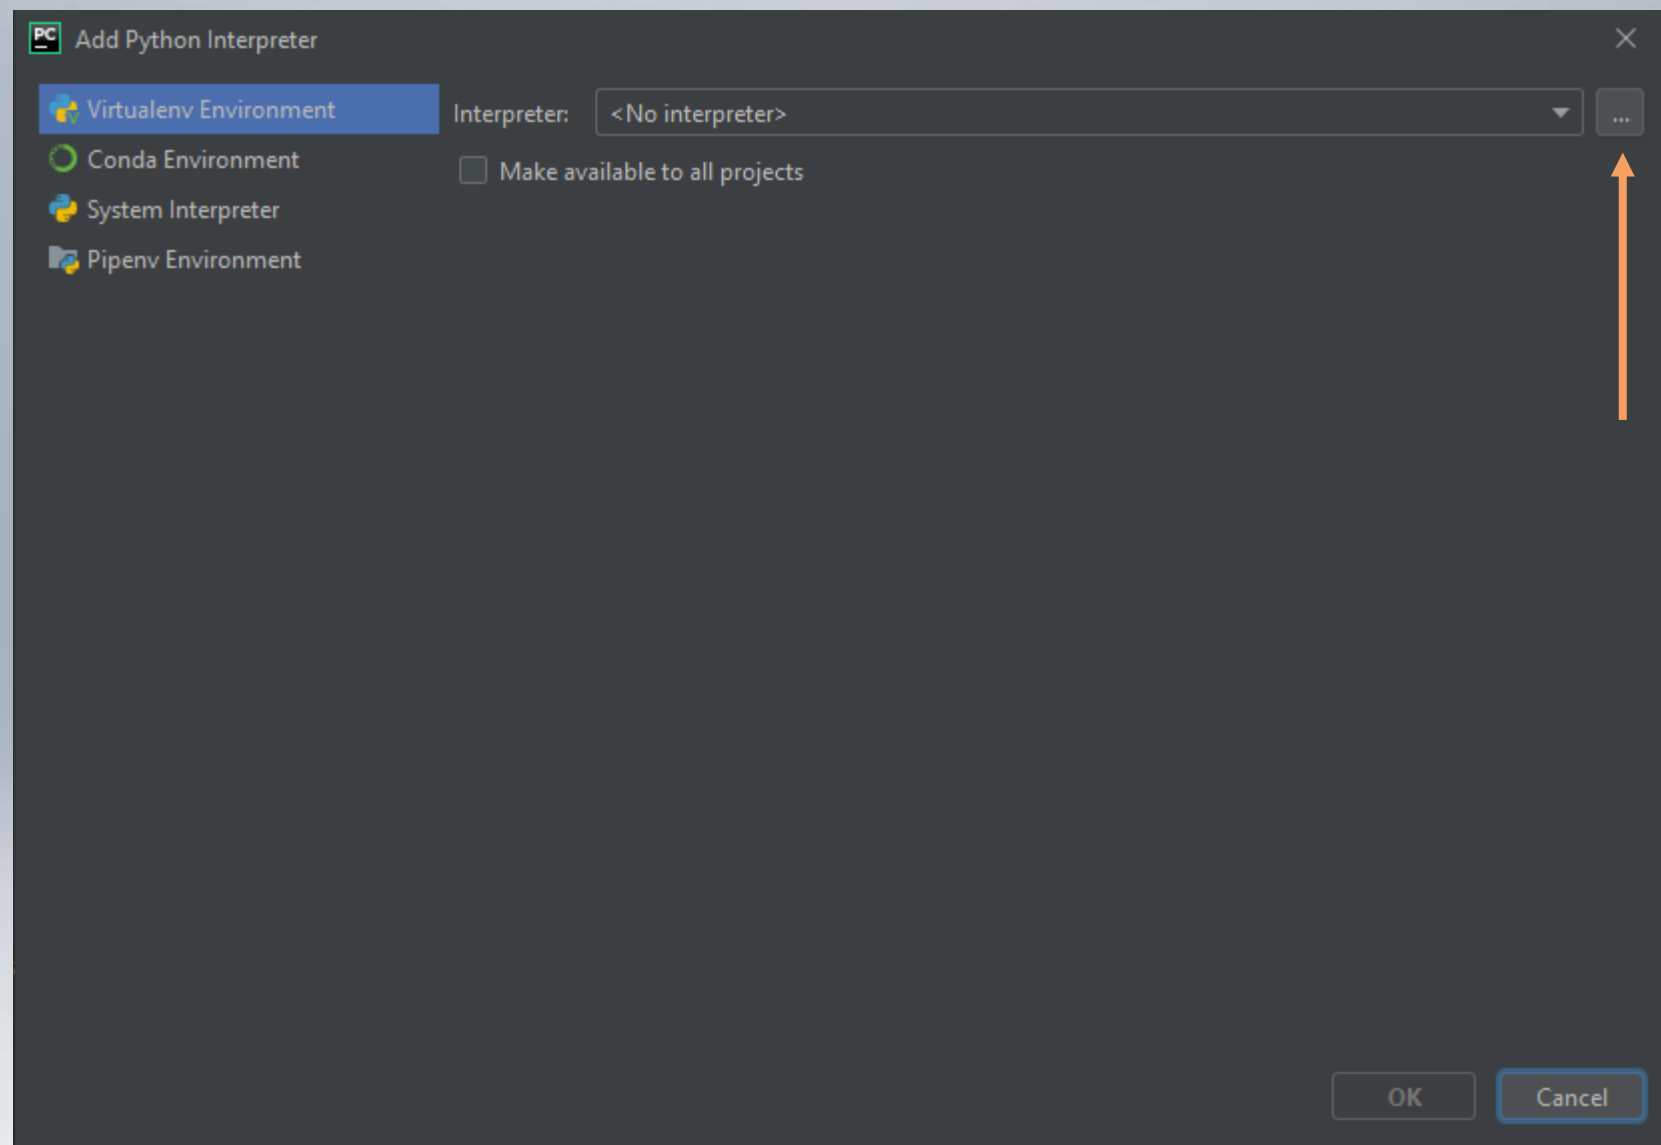 PC Add Python Interpreter
Virtualenv Environment
Conda Environment
System Interpreter
Pipenv Environment
Interpreter: <No interpreter> ...
Make available to all projects
OK Cancel